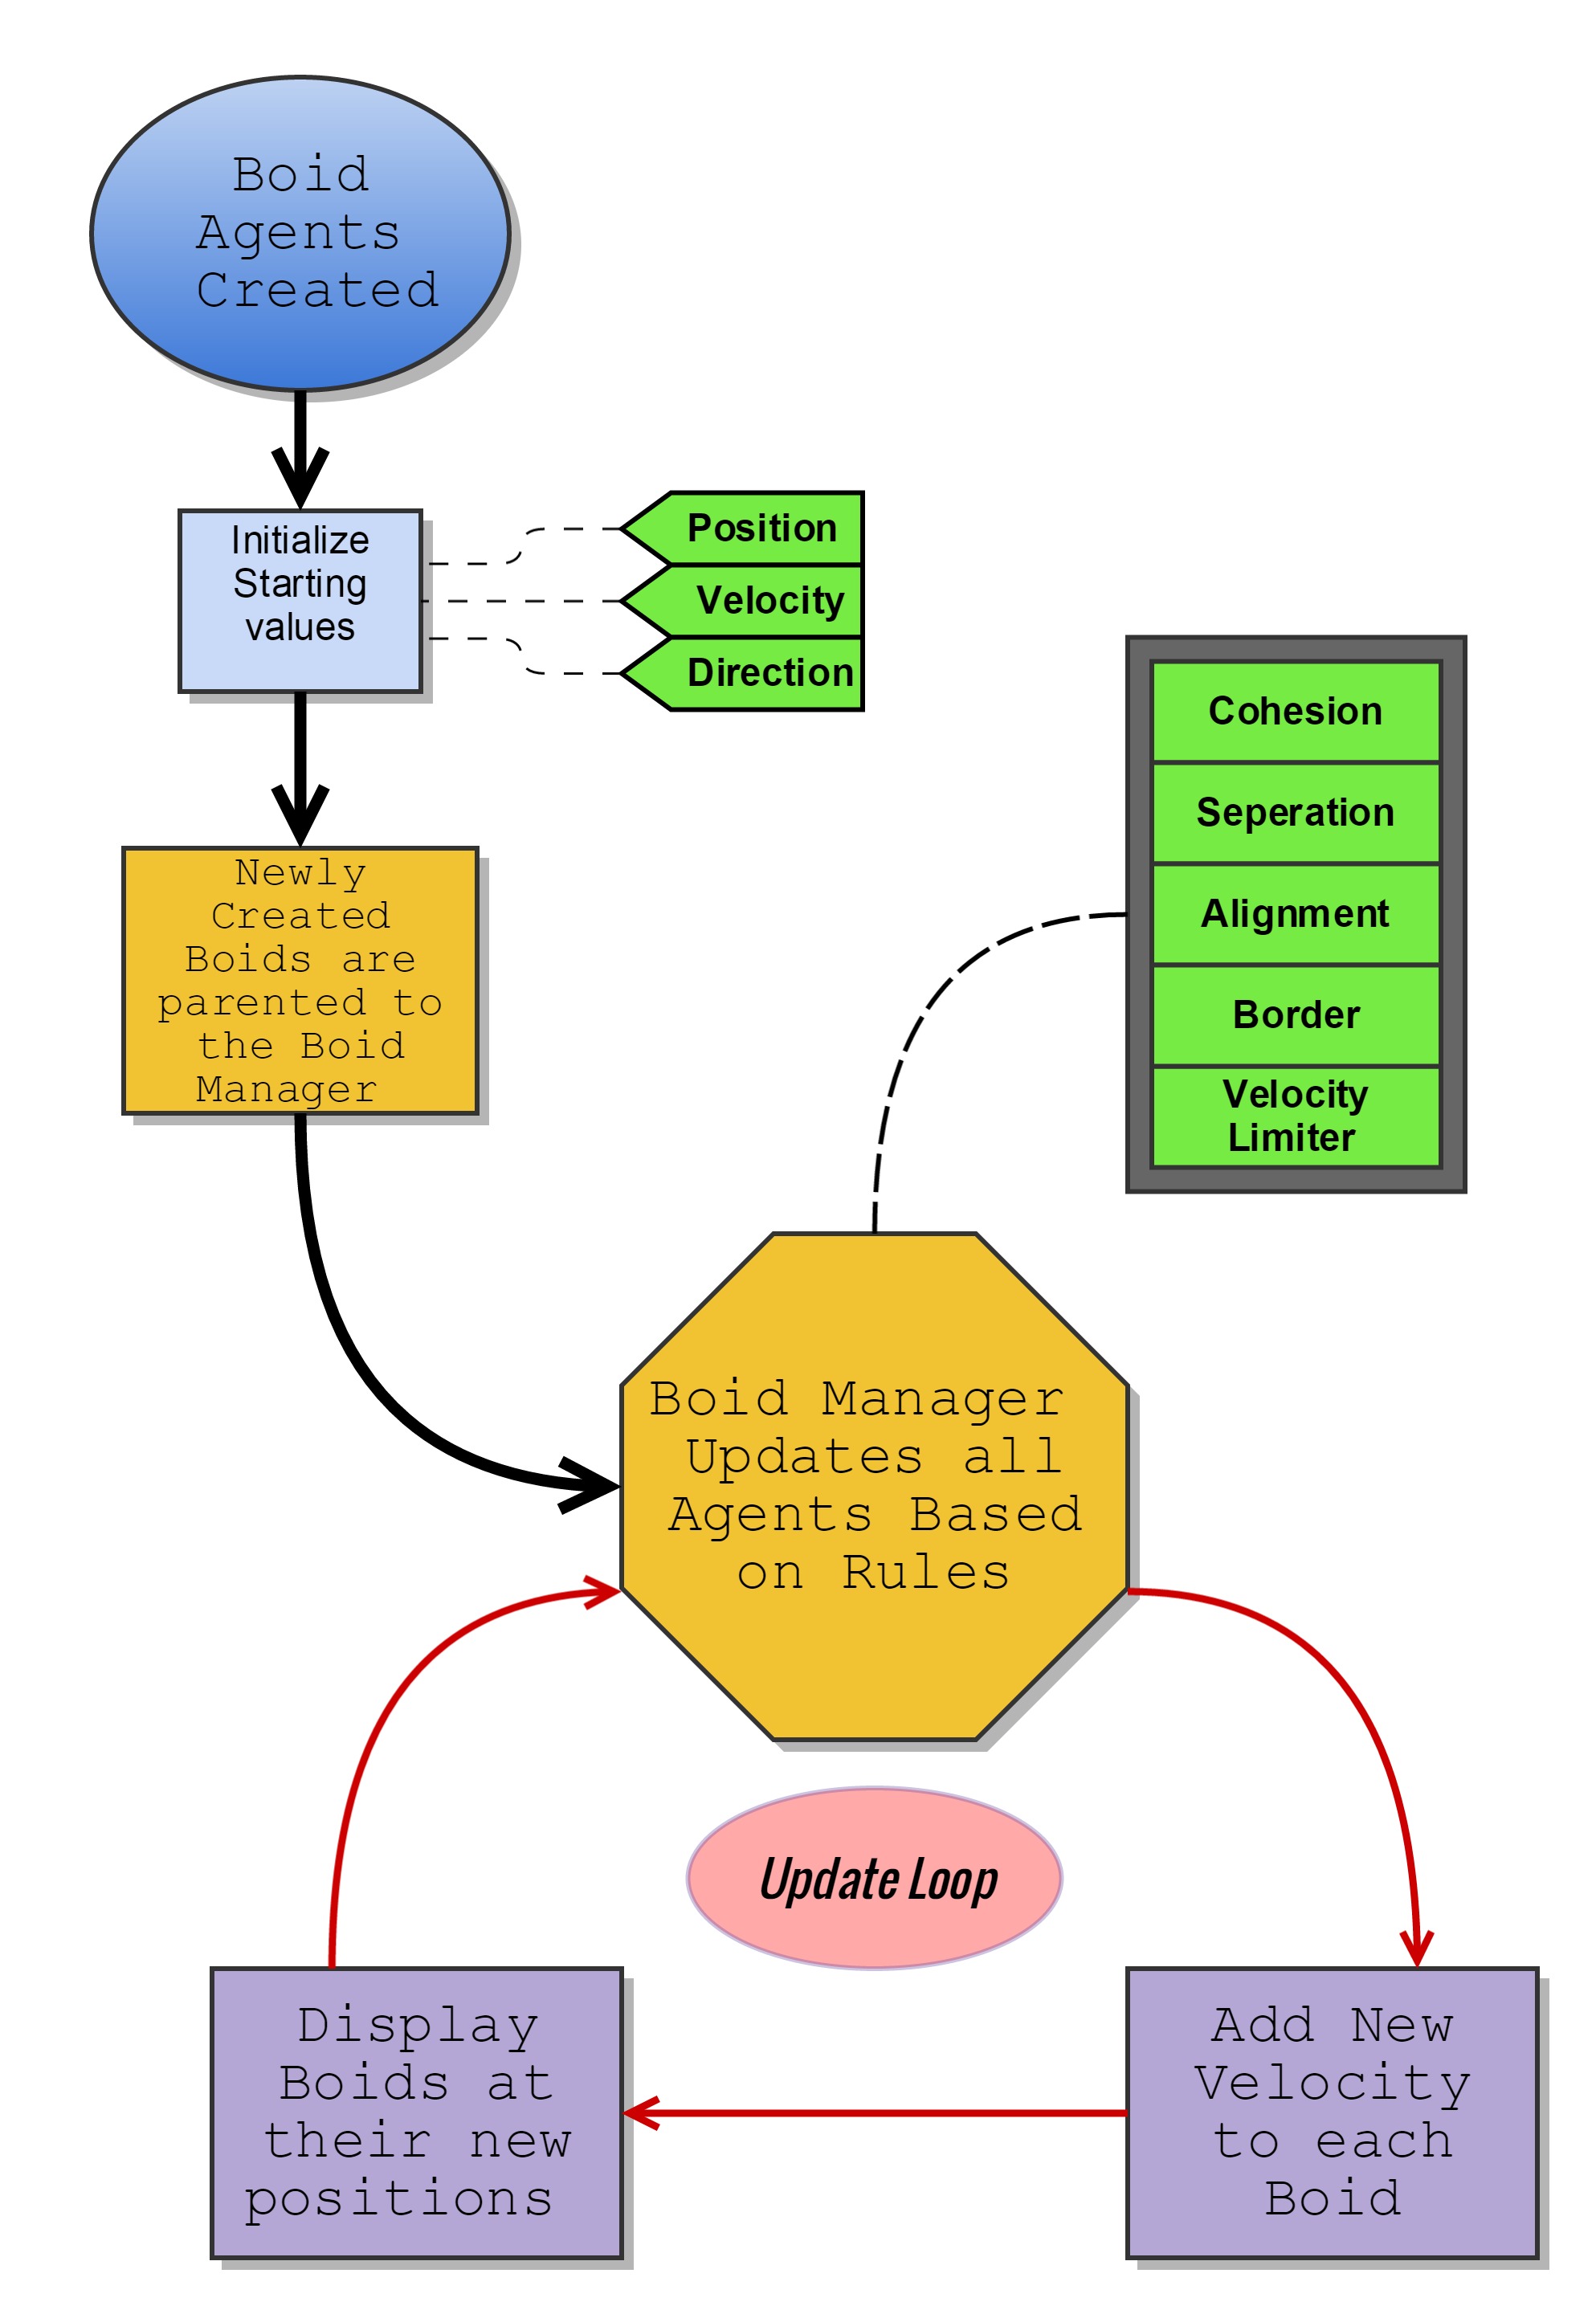 Boid
Agents
Created
Initialize
Starting
values
Position
Velocity
Direction
Newly
Created
Boids are
parented to
the Boid
Manager
Cohesion
Seperation
Alignment
Border
Velocity
Limiter
Boid Manager
Updates all
Agents Based
on Rules
Update Loop
Display
Boids at
their new
positions
Add New
Velocity
to each
Boid